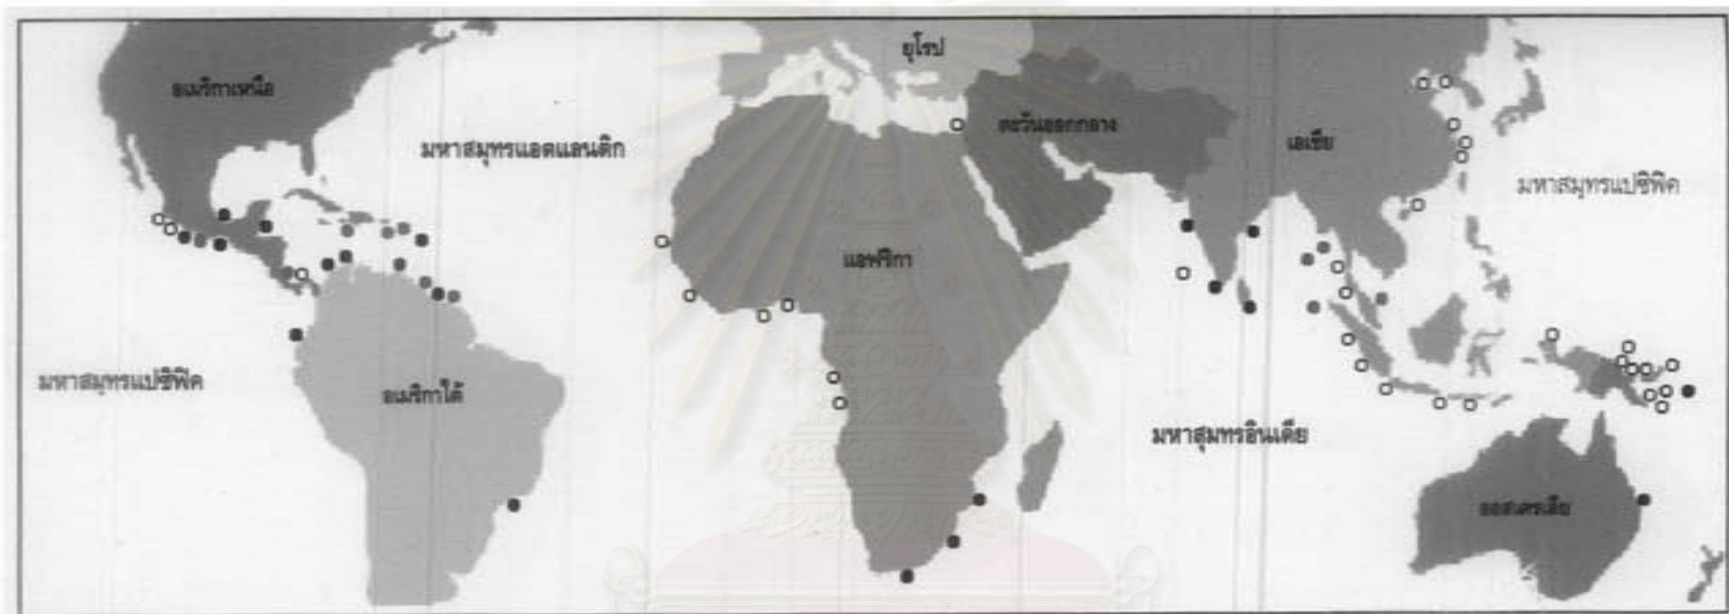 ยุโรป
อเมริกาเหนือ
ตะวันออกกลาง
เอเซีย
มหาสมุทรแอตแลนติก
มหาสมุทรแปซิฟิค
แอฟริกา
มหาสมุทรแปซิฟิค
อเมริกาใต้
มหาสุมทรอินเดีย
ออสเตรเลีย